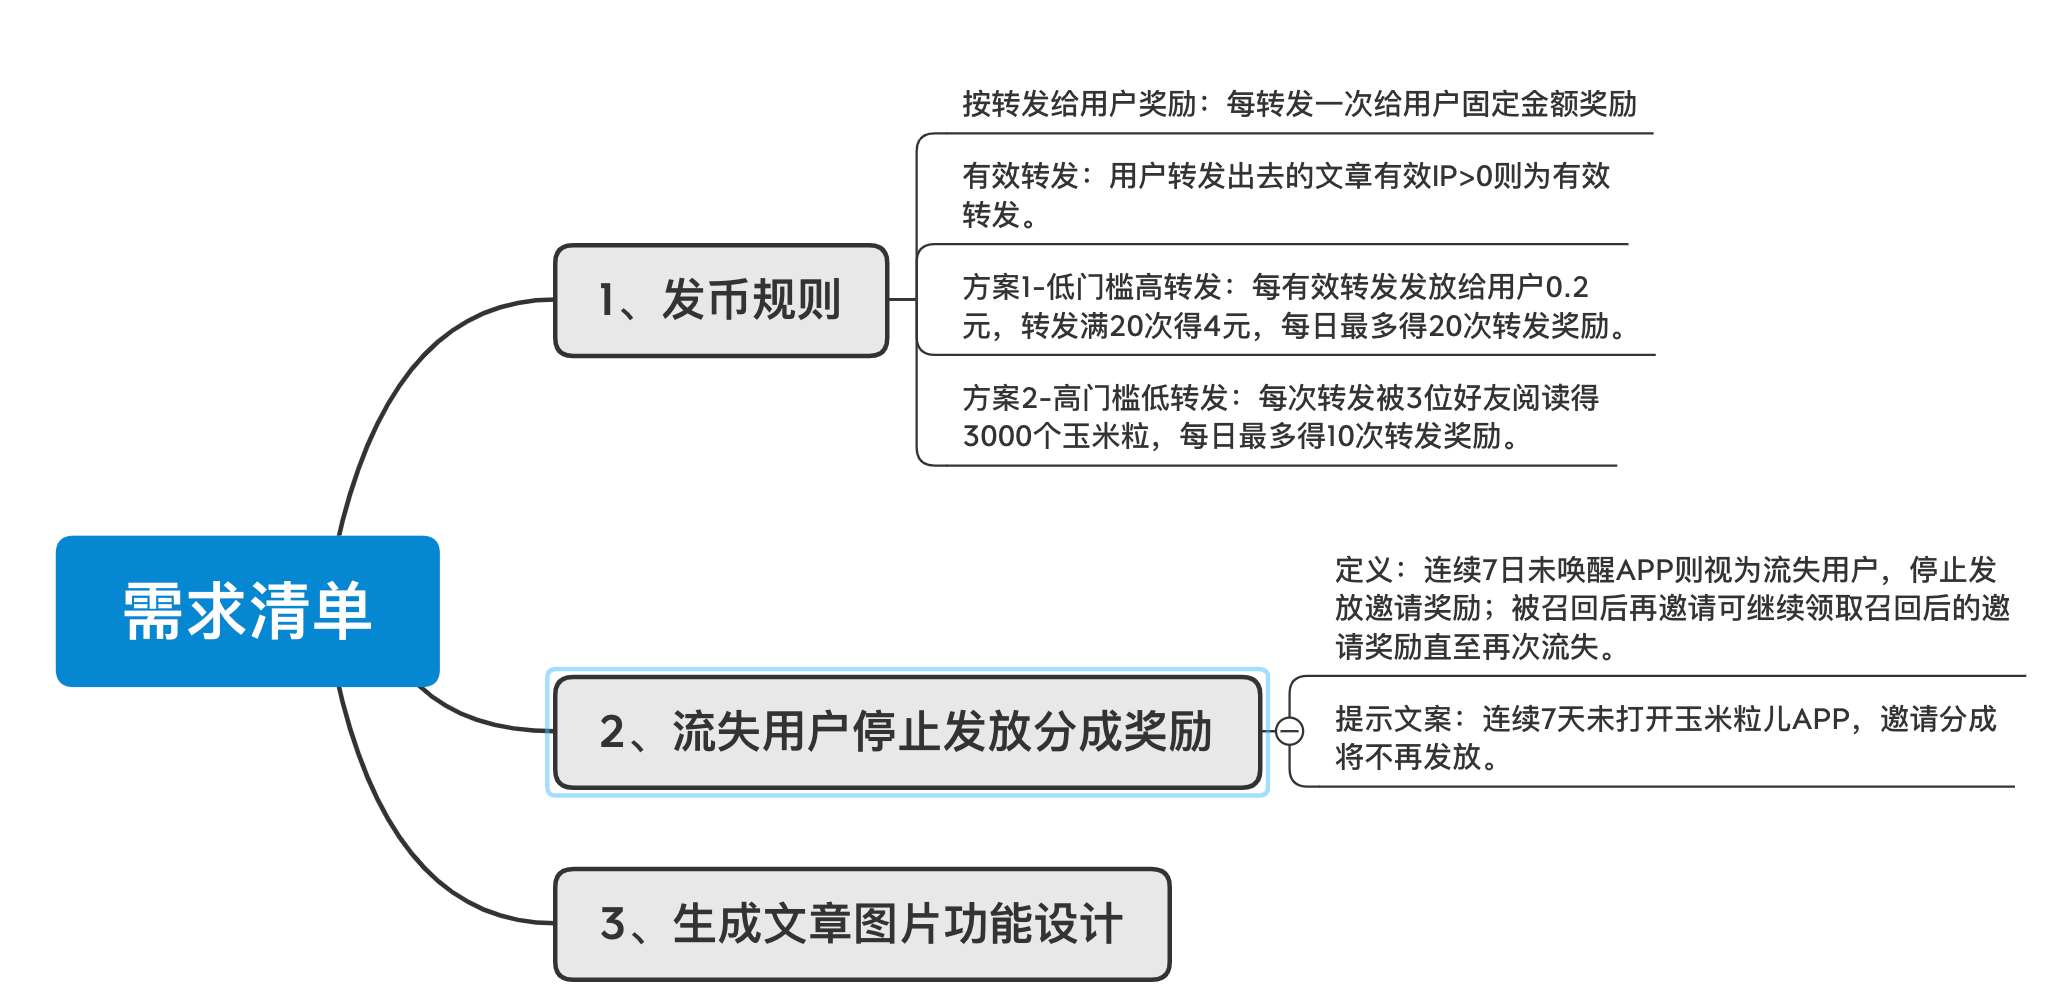 需求清单
1、发币规则
按转发给用户奖励：每转发一次给用户固定金额奖励
有效转发：用户转发出去的文章有效IP>0则为有效
转发。
方案1-低门槛高转发：每有效转发发放给用户0.2
元，转发满20次得4元，每日最多得20次转发奖励。
方案2-高门槛低转发：每次转发被3位好友阅读得
3000个玉米粒，每日最多得10次转发奖励。
2、流失用户停止发放分成奖励
定义：连续7日未唤醒APP则视为流失用户，停止发
放邀请奖励；被召回后再邀请可继续领取召回后的邀
请奖励直至再次流失。
提示文案：连续7天未打开玉米粒儿APP，邀请分成
将不再发放。
3、生成文章图片功能设计